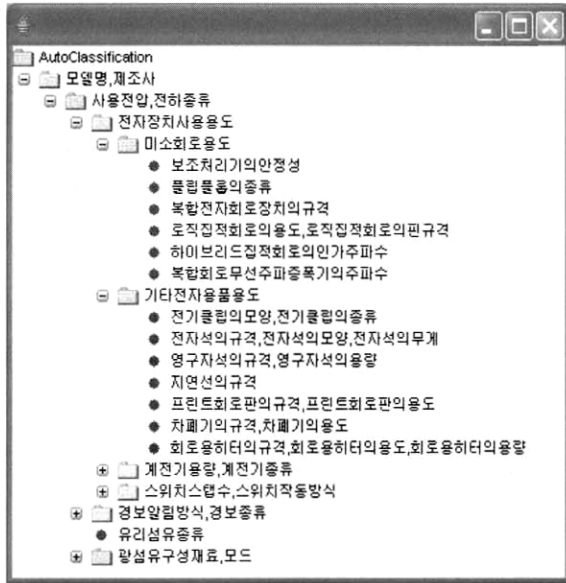 AutoClassification
모델명,제조사
사용전압,전하종류
전자장치사용용도
미소회로용도
보조처리기의안정성
플립플롭의종류
복합전자회로장치의규격
로직집적회로의용도,로직집적회로의핀규격
하이브리드집적회로의인가주파수
복합회로무선주파증폭기의주파수
기타전자용품용도
전기클립의모양,전기클립의종류
전자석의규격,전자석의모양,전자석의무게
영구자석의규격,영구자석의용량
지연선의규격
프린트회로판의규격,프린트회로판의용도
차폐기의규격,차폐기의용도
회로용히터의규격,회로용히터의용도,회로용히터의용량
계전기용량,계전기종류
스위치스탭수,스위치작동방식
경보알림방식,경보종류
유리섬유종류
광섬유구성재료,모드